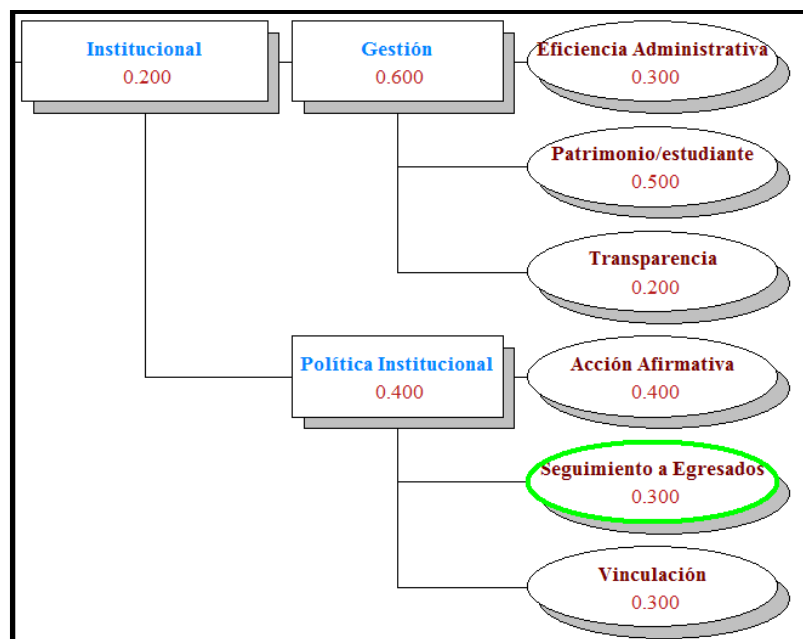 Institucional
0.200
Gestión
0.600
Eficiencia Administrativa
0.300
Patrimonio/estudiante
0.500
Transparencia
0.200
Política Institucional
0.400
Acción Afirmativa
0.400
Seguimiento a Egresados
0.300
Vinculación
0.300